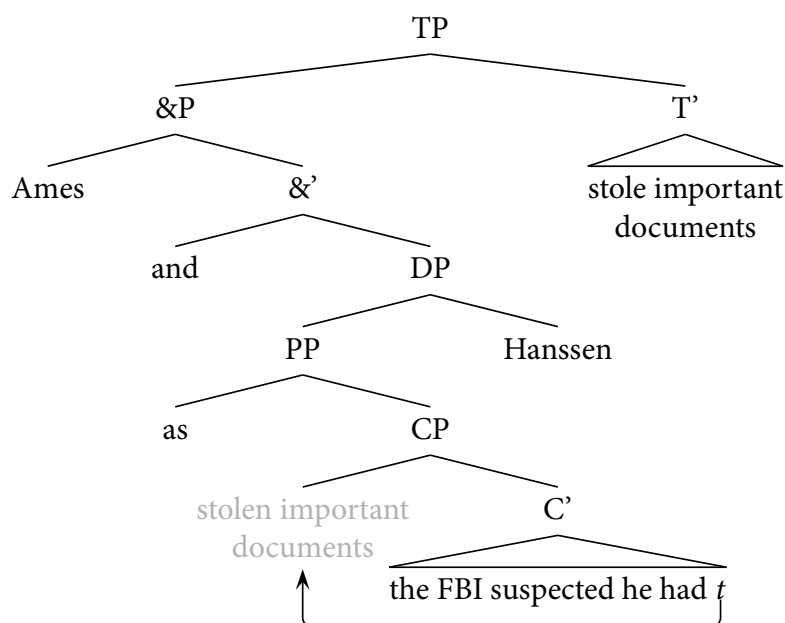 TP
&P T’
Ames &’ stole important
documents
and DP
PP Hanssen
as CP
stolen important C’
documents
the FBI suspected he had t